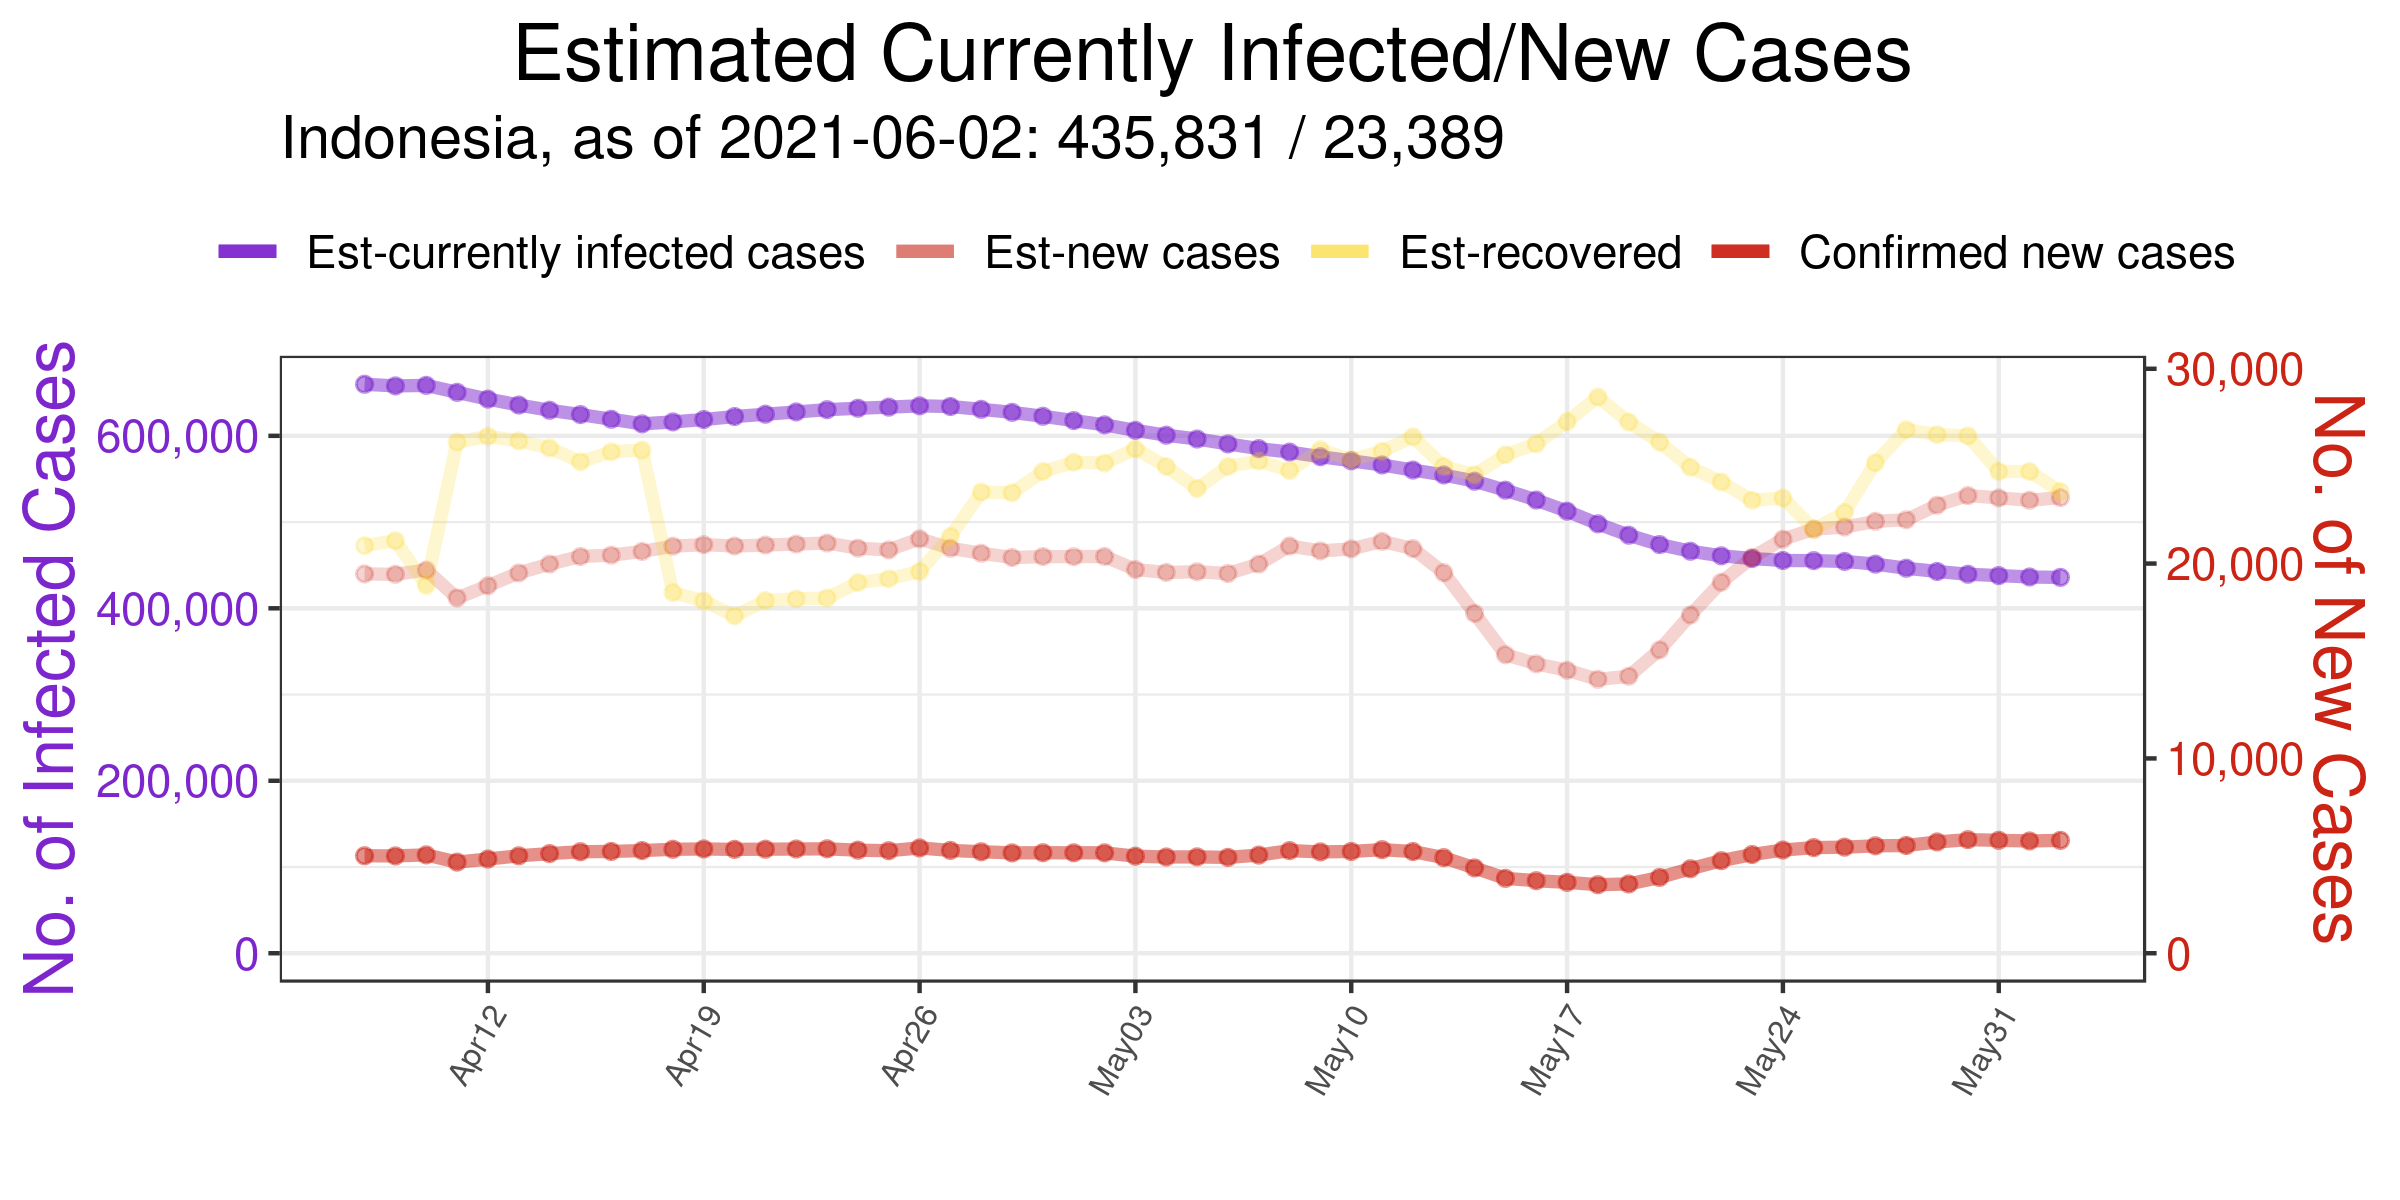 Estimated Currently Infected/New Cases
Indonesia, as of 2021-06-02: 435,831 / 23,389
Est-currently infected cases Est-new cases Est-recovered Confirmed new cases
No. of Infected Cases
600,000
400,000
200,000
0
30,000
20,000
10,000
0
No. of New Cases
Apr12 Apr19 Apr26 May03 May10 May17 May24 May31